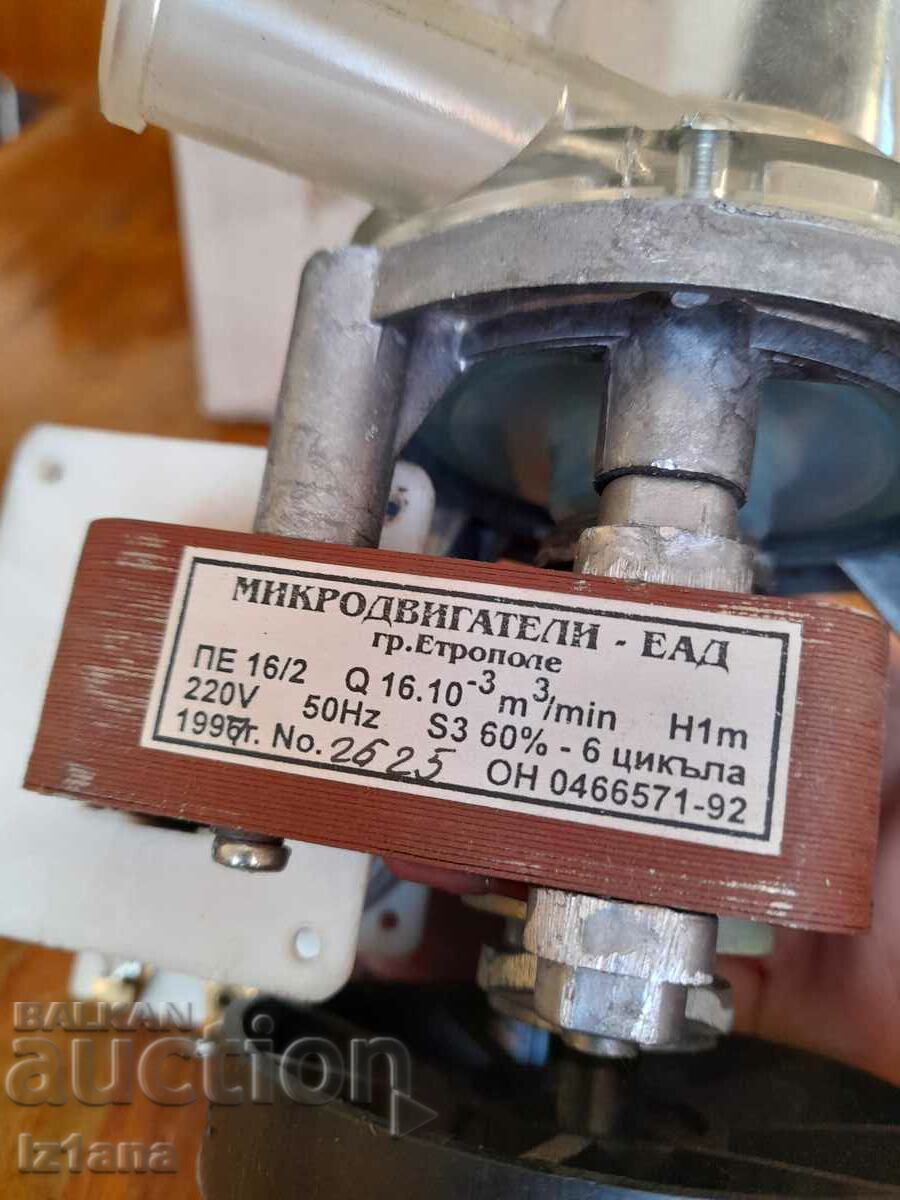 МИКРОДВИГАТЕЛИ - ЕАД
гр.Етрополе
ПЕ 16/2 Q 16.10⁻³ m³/min H1m
220V 50Hz S3 60% - 6 цикъла
No. 2625 ОН 0466571-92
BALKAN
auction
Iz1ana